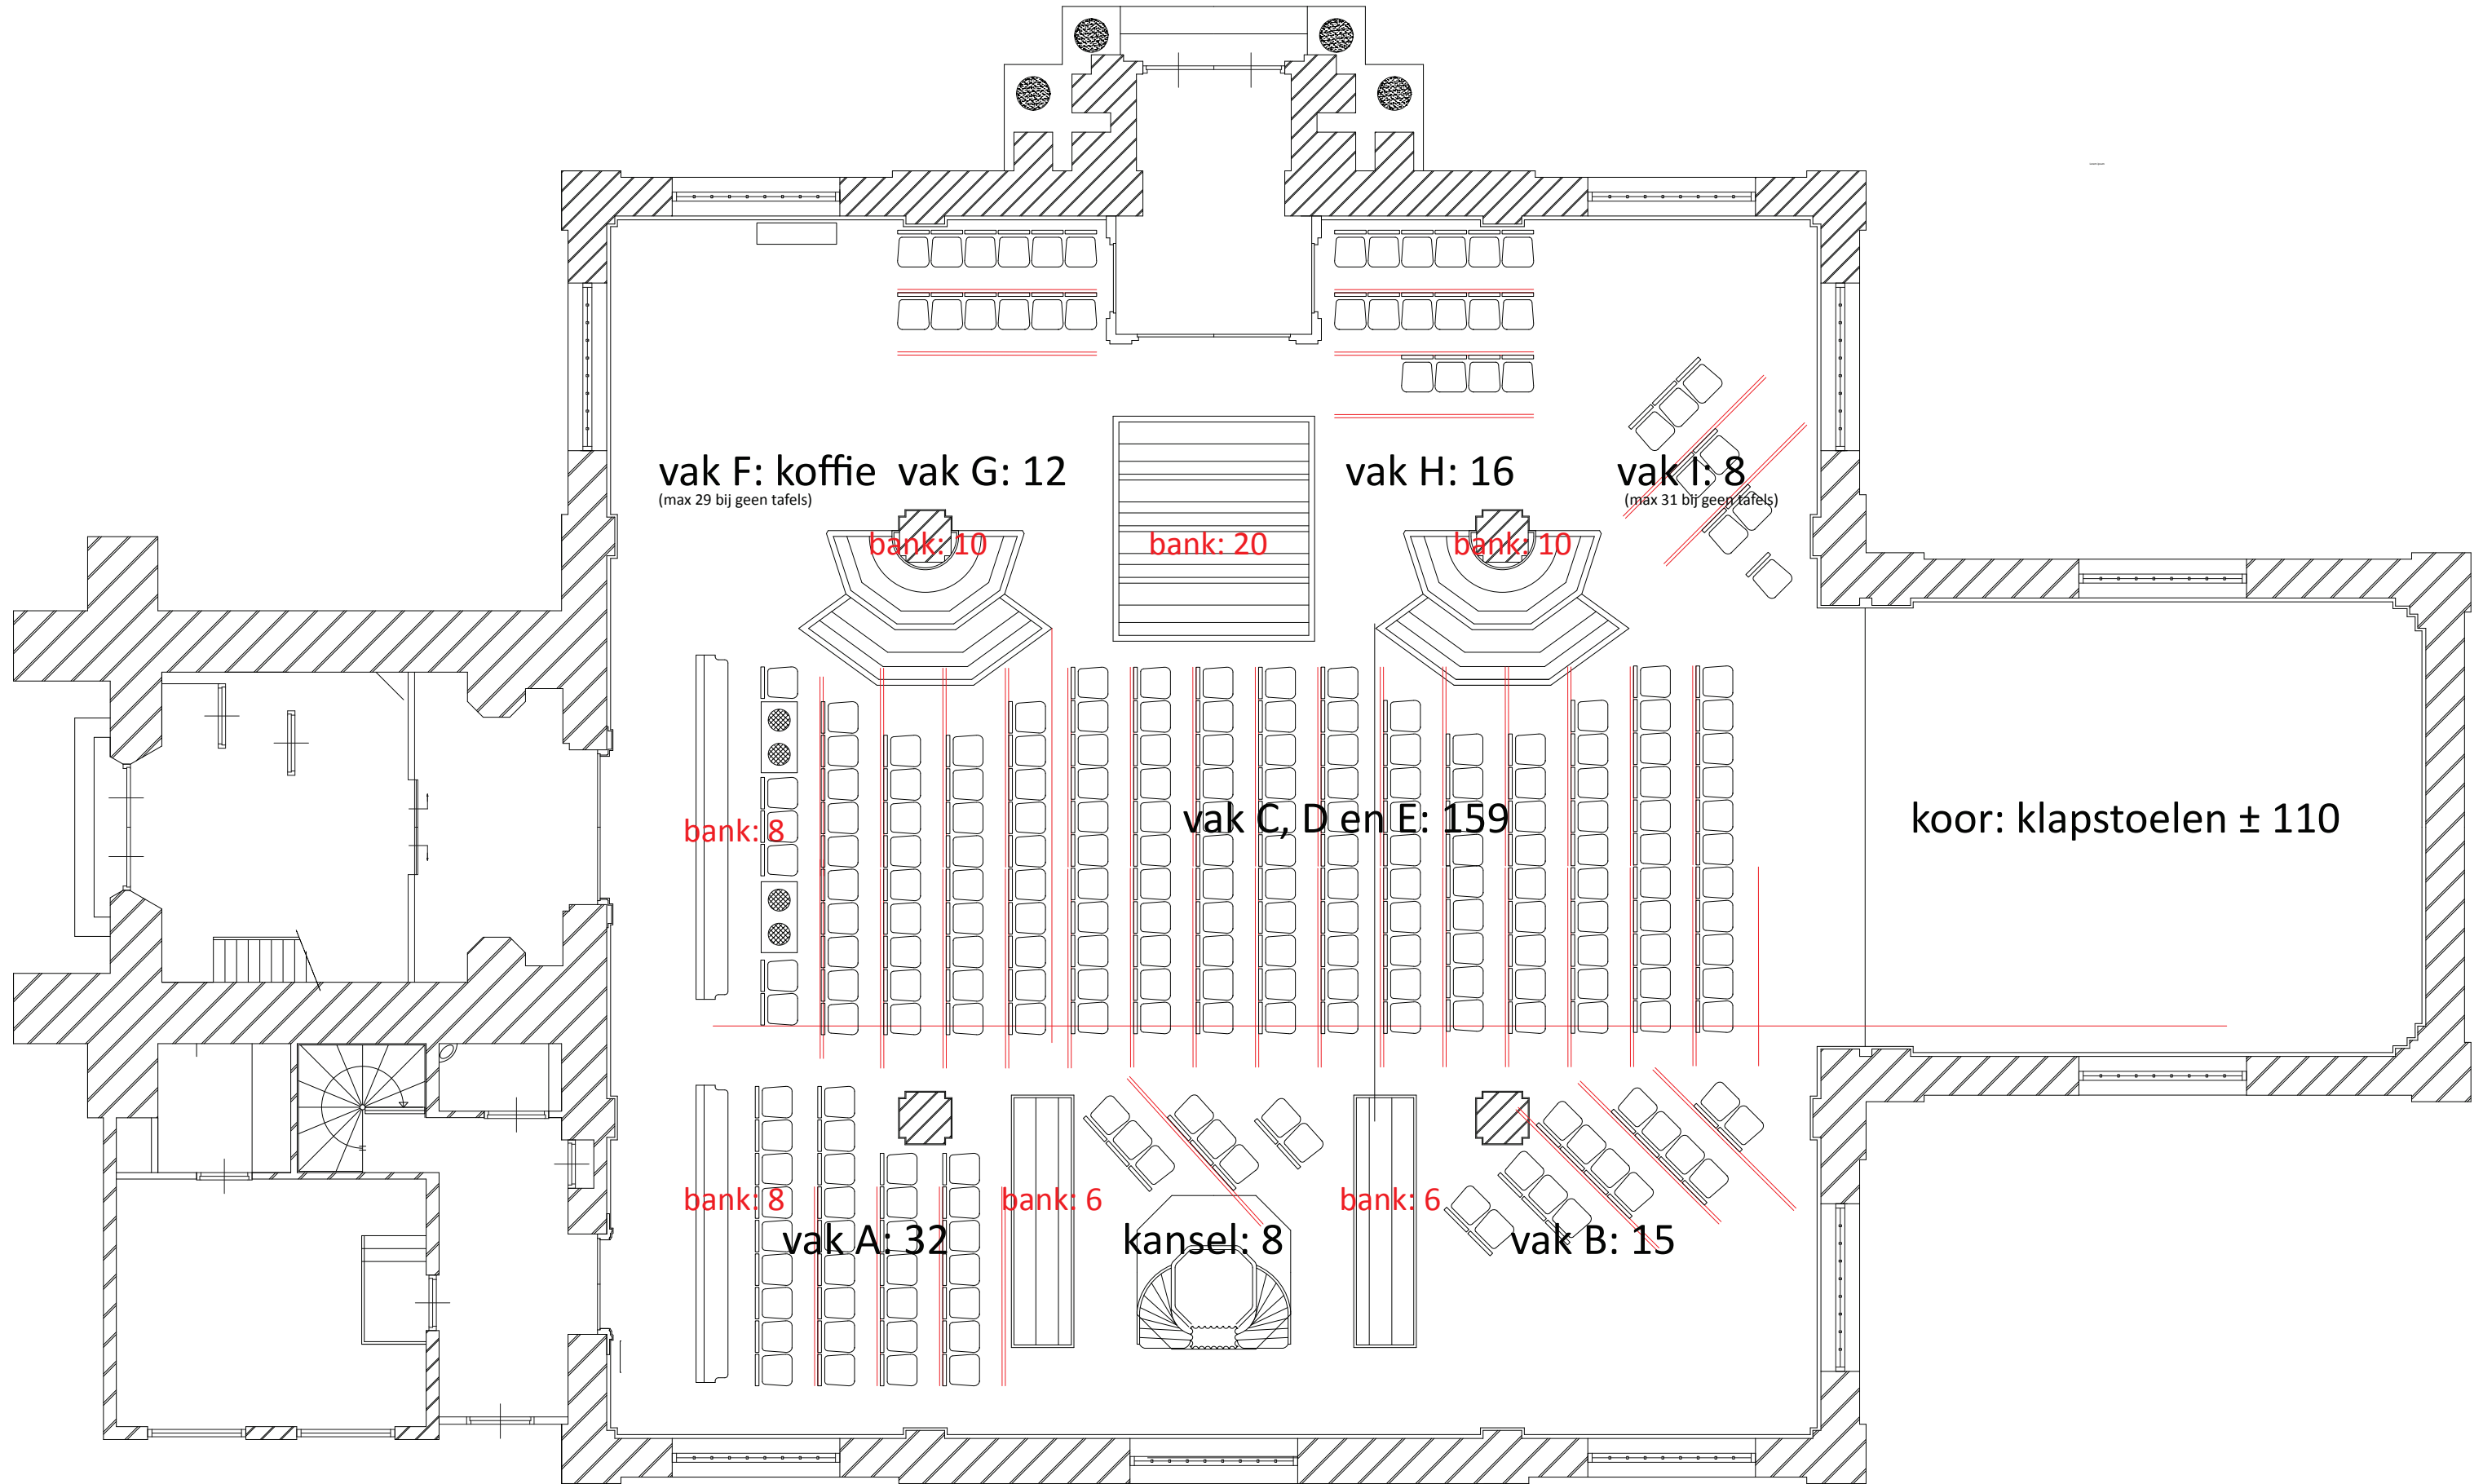 vak F: koffie
(max 29 bij geen tafels)
vak G: 12
vak H: 16
vak I: 8
(max 31 bij geen tafels)
bank: 10
bank: 20
bank: 10
bank: 8
vak C, D en E: 159
koor: klapstoelen ± 110
bank: 8
bank: 6
bank: 6
vak A: 32
kansel: 8
vak B: 15